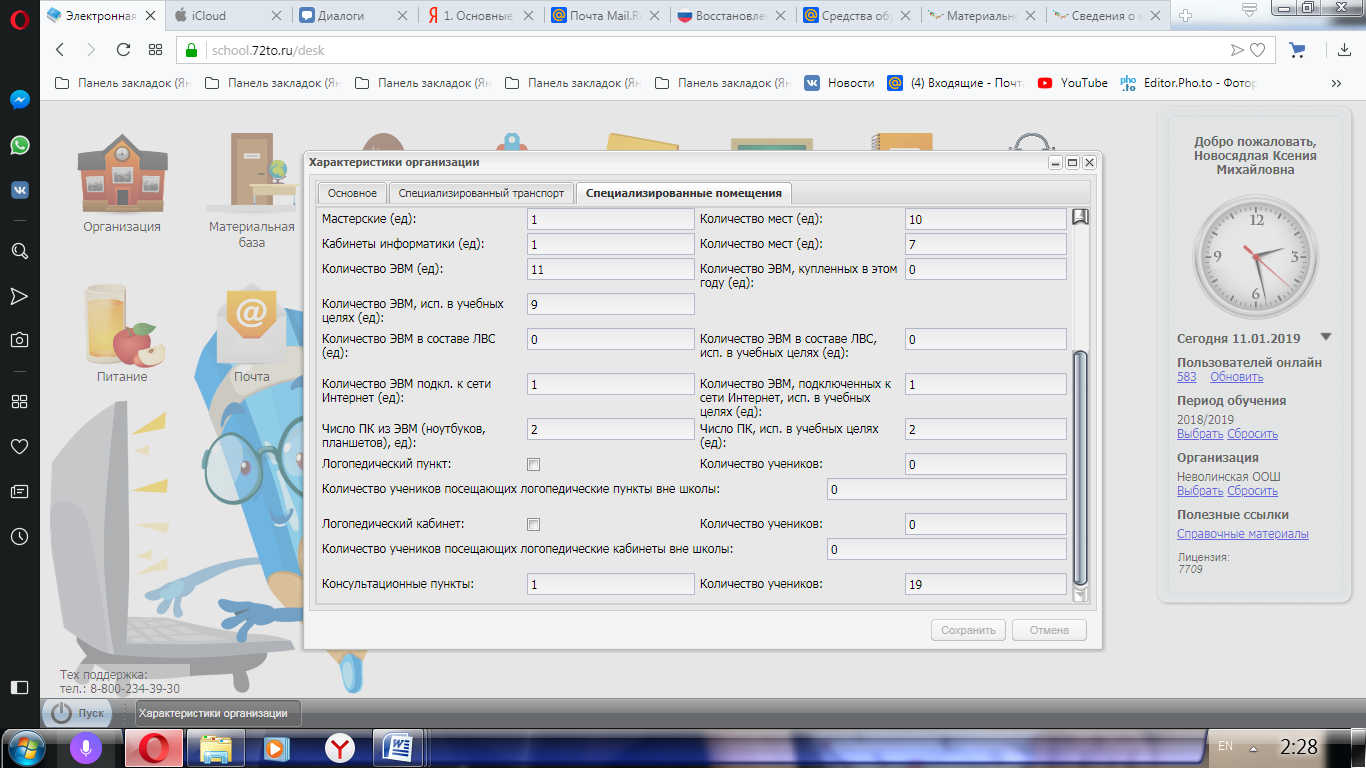 Электронная
iCloud
Диалоги
1. Основные
Почта Mail.R
Восстановле
Средства об
Материальн
Сведения о
school.72to.ru/desk
Панель закладок (Ян
Панель закладок (Ян
Панель закладок (Ян
Панель закладок (Ян
Панель закладок (Ян
Новости
(4) Входящие - Почт
YouTube
pho.to
Editor.Pho.to - Фотор
Организация
Материальная
база
Питание
Почта
Характеристики организации
Основное
Специализированный транспорт
Специализированные помещения
Мастерские (ед): 1 Количество мест (ед): 10
Кабинеты информатики (ед): 1 Количество мест (ед): 7
Количество ЭВМ (ед): 11 Количество ЭВМ, купленных в этом
году (ед): 0
Количество ЭВМ, исп. в учебных
целях (ед): 9
Количество ЭВМ в составе ЛВС
(ед): 0
Количество ЭВМ в составе ЛВС,
исп. в учебных целях (ед): 0
Количество ЭВМ подкл. к сети
Интернет (ед): 1
Количество ЭВМ, подключенных к
сети Интернет, исп. в учебных
целях (ед): 1
Число ПК из ЭВМ (ноутбуков,
планшетов), ед): 2
Число ПК, исп. в учебных целях
(ед): 2
Логопедический пункт: Количество учеников: 0
Количество учеников посещающих логопедические пункты вне школы: 0
Логопедический кабинет: Количество учеников: 0
Количество учеников посещающих логопедические кабинеты вне школы: 0
Консультационные пункты: 1 Количество учеников: 19
Сохранить
Отмена
Добро пожаловать,
Новосядлая Ксения
Михайловна
12
3
6
9
Сегодня 11.01.2019
Пользователей онлайн
583 Обновить
Период обучения
2018/2019
Выбрать Сбросить
Организация
Неволинская ООШ
Выбрать Сбросить
Полезные ссылки
Справочные материалы
Лицензия:
7709
Тех поддержка:
тел.: 8-800-234-39-30
Пуск
Характеристики организации
EN
2:28